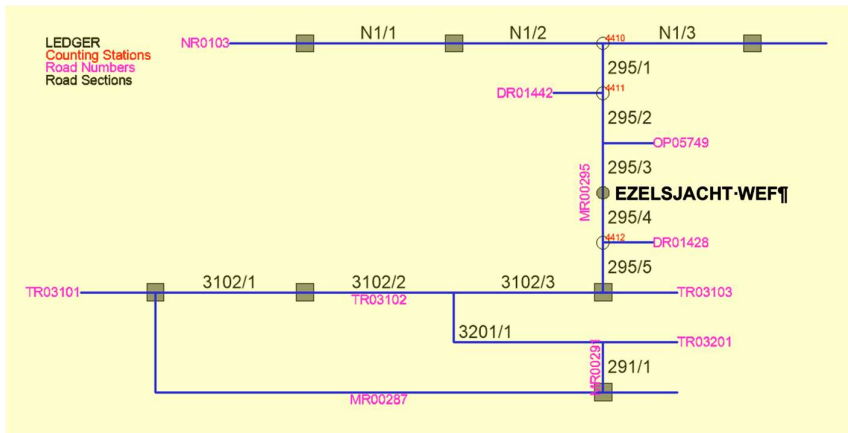 LEDGER
Counting Stations
Road Numbers
Road Sections
NR0103
N1/1
N1/2
4410
N1/3
295/1
DR01442
4411
295/2
OP05749
295/3
MR00295
EZELSJACHT·WEF¶
295/4
4412
DR01428
295/5
TR03101
3102/1
3102/2
3102/3
TR03102
TR03103
3201/1
TR03201
MR00291
291/1
MR00287